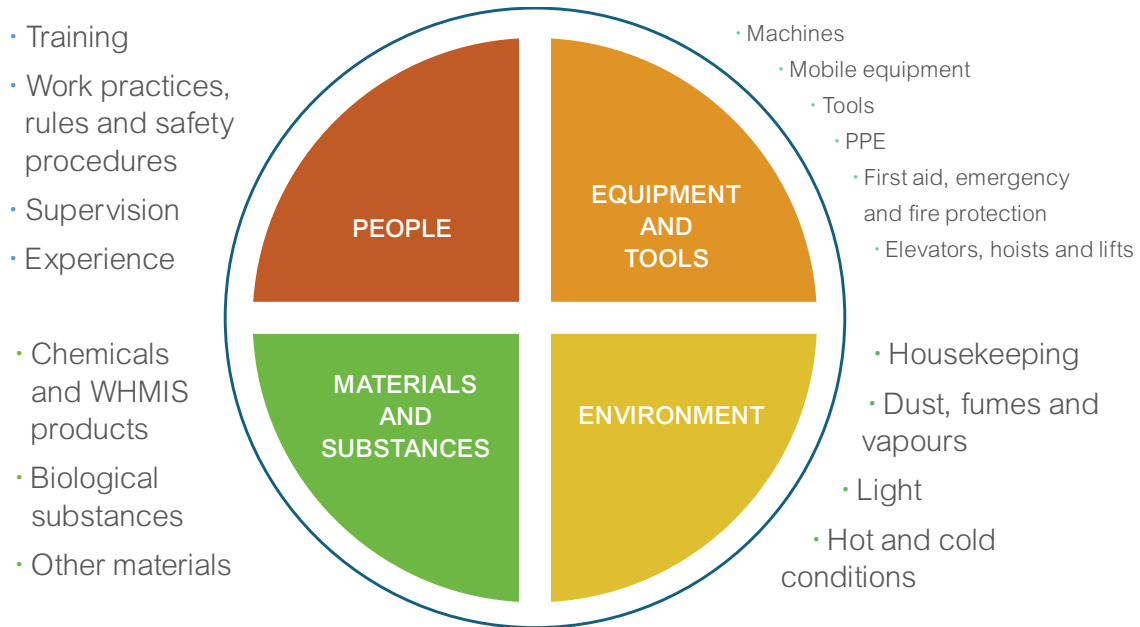 · Training
· Work practices,
rules and safety
procedures
· Supervision
· Experience
PEOPLE
EQUIPMENT
AND
TOOLS
· Machines
· Mobile equipment
· Tools
· PPE
· First aid, emergency
and fire protection
· Elevators, hoists and lifts
· Chemicals
and WHMIS
products
· Biological
substances
· Other materials
MATERIALS
AND
SUBSTANCES
ENVIRONMENT
· Housekeeping
· Dust, fumes and
vapours
· Light
· Hot and cold
conditions